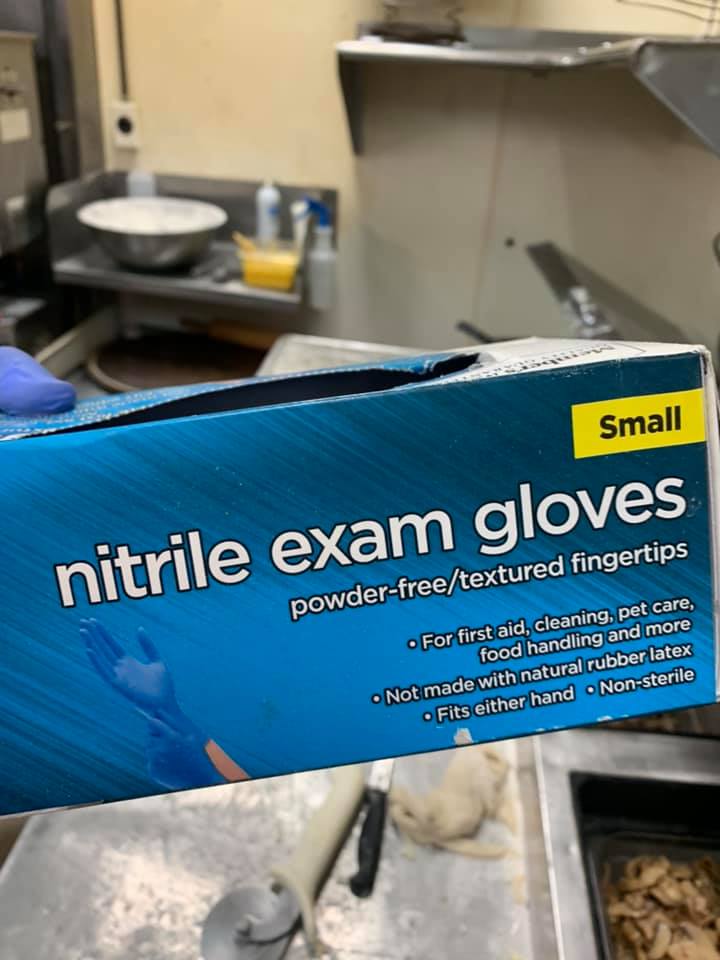 Small
nitrile exam gloves
powder-free/textured fingertips
• For first aid, cleaning, pet care,
food handling and more
• Not made with natural rubber latex
• Fits either hand • Non-sterile